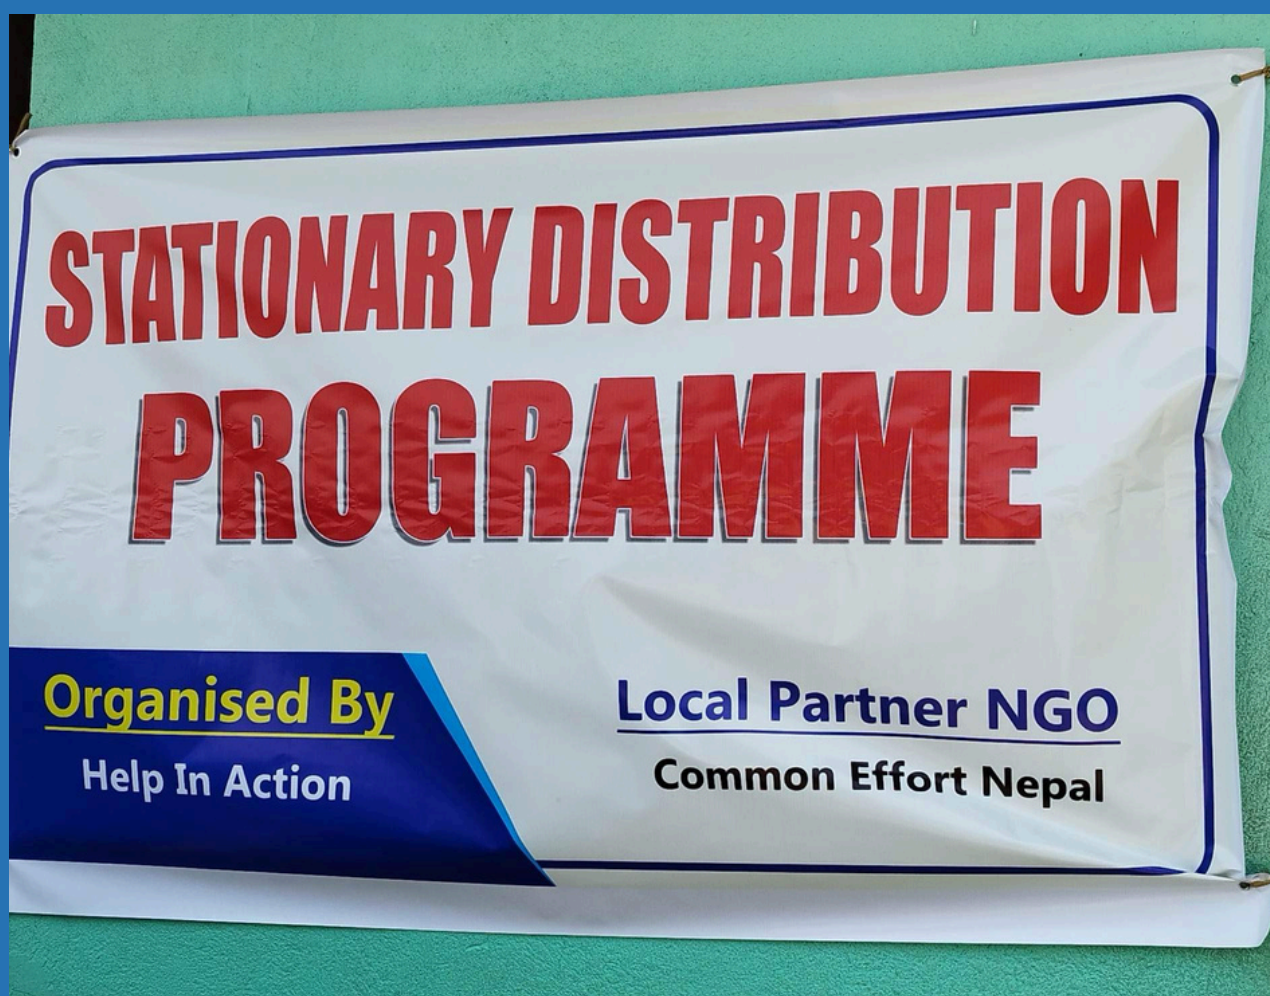 STATIONARY DISTRIBUTION
PROGRAMME
Organised By
Help In Action
Local Partner NGO
Common Effort Nepal